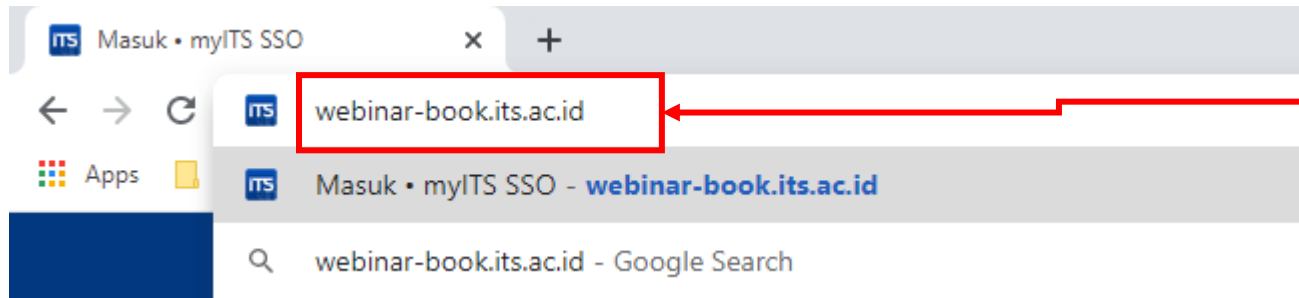 ITS Masuk • myITS SSO
ITS webinar-book.its.ac.id
Apps
ITS Masuk • myITS SSO - webinar-book.its.ac.id
webinar-book.its.ac.id - Google Search